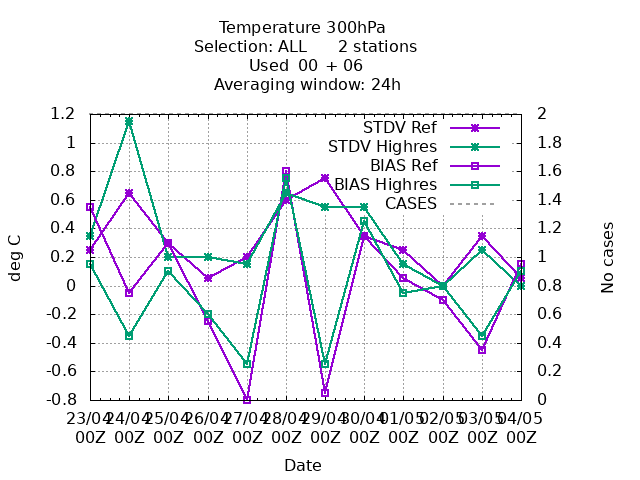 Temperature 300hPa
Selection: ALL 2 stations
Used 00 + 06
Averaging window: 24h
1.2
1
0.8
0.6
0.4
0.2
0
-0.2
-0.4
-0.6
-0.8
deg C
STDV Ref
STDV Highres
BIAS Ref
BIAS Highres
CASES
2
1.8
1.6
1.4
1.2
1
0.8
0.6
0.4
0.2
0
No cases
23/04 24/04 25/04 26/04 27/04 28/04 29/04 30/04 01/05 02/05 03/05 04/05
00Z 00Z 00Z 00Z 00Z 00Z 00Z 00Z 00Z 00Z 00Z 00Z
Date